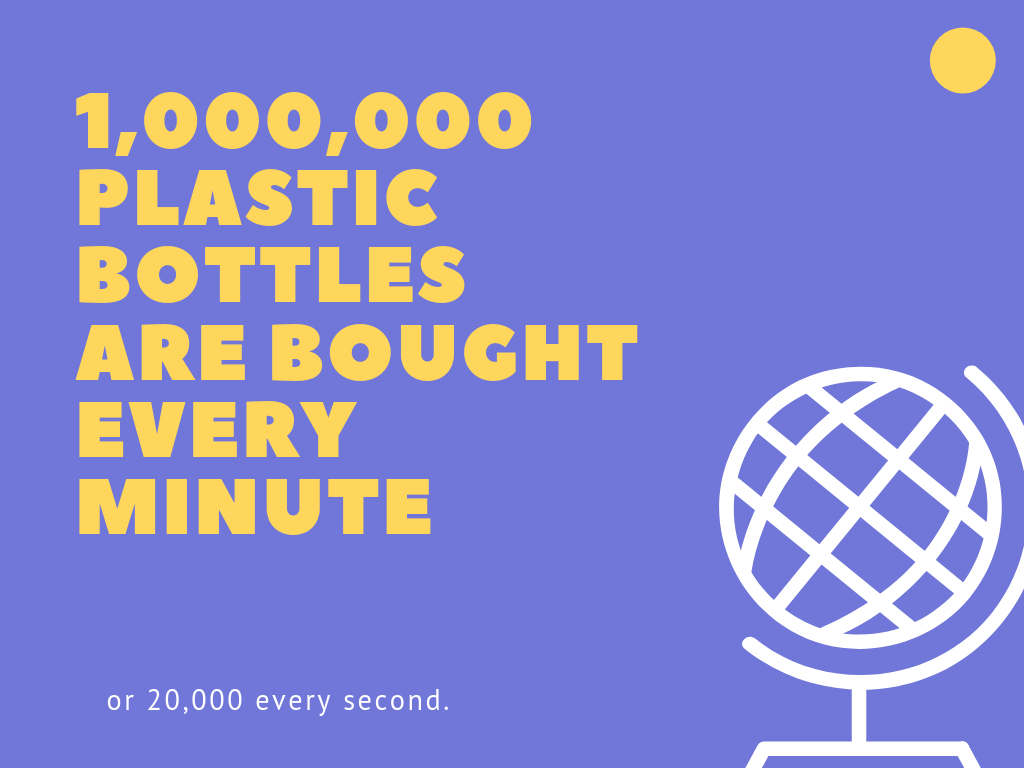 1,000,000
PLASTIC
BOTTLES
ARE BOUGHT
EVERY
MINUTE
or 20,000 every second.